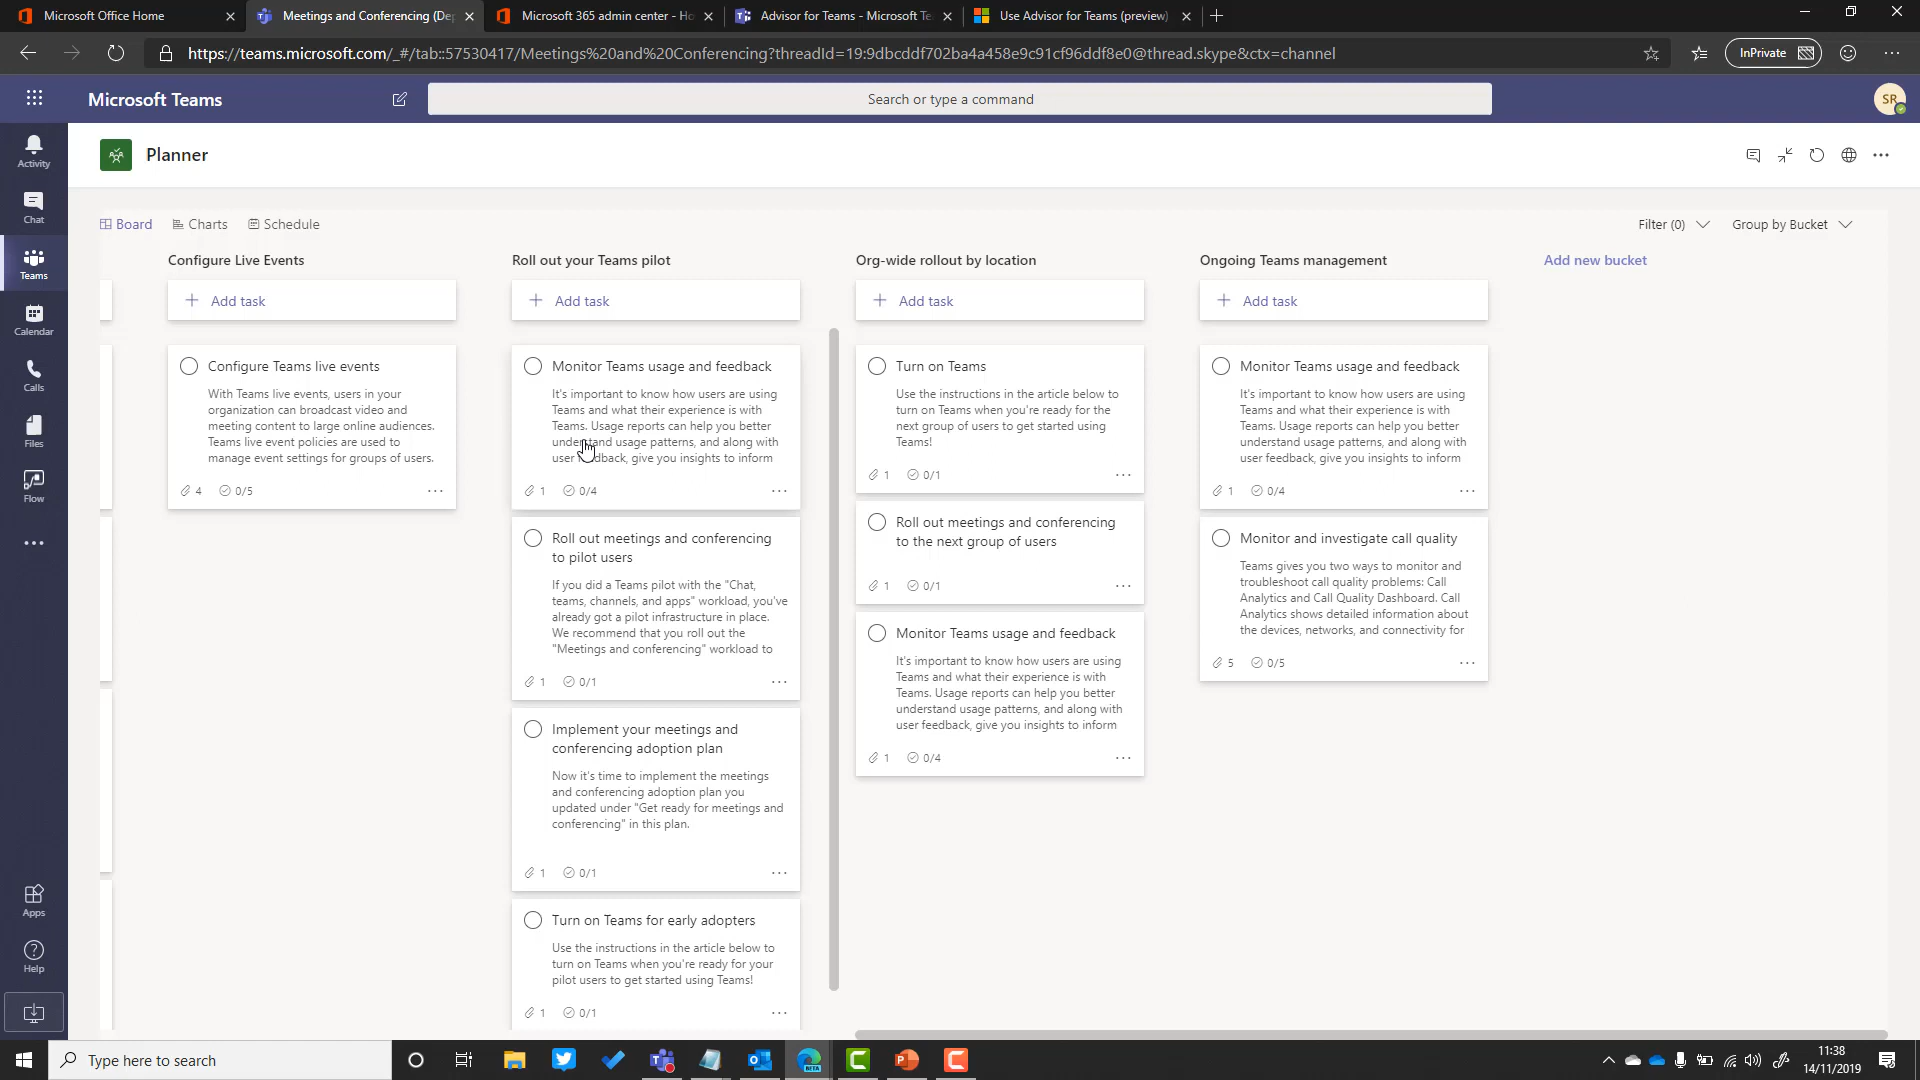 Microsoft Office Home
Meetings and Conferencing (De
Microsoft 365 admin center - Ho
Advisor for Teams - Microsoft Te
Use Advisor for Teams (preview)
https://teams.microsoft.com/_#/tab::57530417/Meetings%20and%20Conferencing?threadId=19:9dbcddf702ba4a458e9c91cf96ddf8e0@thread.skype&ctx=channel
InPrivate
Microsoft Teams
Search or type a command
SR
Activity
Chat
Teams
Calendar
Calls
Files
Flow
Apps
Help
Planner
Board
Charts
Schedule
Filter (0)
Group by Bucket
Configure Live Events
Add task
Configure Teams live events
With Teams live events, users in your
organization can broadcast video and
meeting content to large online audiences.
Teams live event policies are used to
manage event settings for groups of users.
4
0/5
Roll out your Teams pilot
Add task
Monitor Teams usage and feedback
It's important to know how users are using
Teams and what their experience is with
Teams. Usage reports can help you better
understand usage patterns, and along with
user feedback, give you insights to inform
1
0/4
Roll out meetings and conferencing
to pilot users
If you did a Teams pilot with the "Chat,
teams, channels, and apps" workload, you've
already got a pilot infrastructure in place.
We recommend that you roll out the
"Meetings and conferencing" workload to
1
0/1
Implement your meetings and
conferencing adoption plan
Now it's time to implement the meetings
and conferencing adoption plan you
updated under "Get ready for meetings and
conferencing" in this plan.
1
0/1
Turn on Teams for early adopters
Use the instructions in the article below to
turn on Teams when you're ready for your
pilot users to get started using Teams!
1
0/1
Org-wide rollout by location
Add task
Turn on Teams
Use the instructions in the article below to
turn on Teams when you're ready for the
next group of users to get started using
Teams!
1
0/1
Roll out meetings and conferencing
to the next group of users
1
0/1
Monitor Teams usage and feedback
It's important to know how users are using
Teams and what their experience is with
Teams. Usage reports can help you better
understand usage patterns, and along with
user feedback, give you insights to inform
1
0/4
Ongoing Teams management
Add task
Monitor Teams usage and feedback
It's important to know how users are using
Teams and what their experience is with
Teams. Usage reports can help you better
understand usage patterns, and along with
user feedback, give you insights to inform
1
0/4
Monitor and investigate call quality
Teams gives you two ways to monitor and
troubleshoot call quality problems: Call
Analytics and Call Quality Dashboard. Call
Analytics shows detailed information about
the devices, networks, and connectivity for
5
0/5
Add new bucket
Type here to search
BETA
11:38
14/11/2019